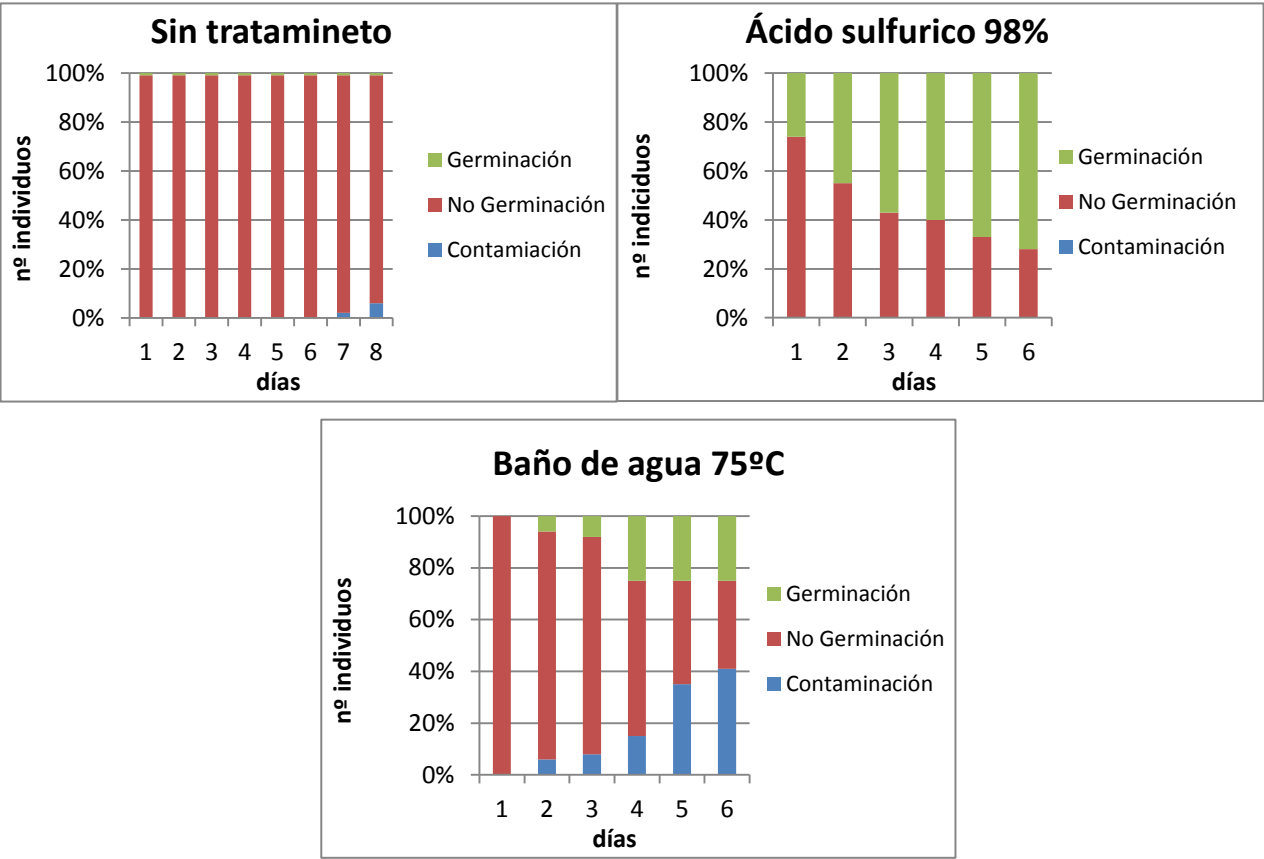 Sin tratamineto
100%
80%
60%
40%
20%
0%
nº individuos
1 2 3 4 5 6 7 8
días
Germinación
No Germinación
Contamiación
Ácido sulfurico 98%
100%
80%
60%
40%
20%
0%
nº indiciduos
1 2 3 4 5 6
días
Germinación
No Germinación
Contaminación
Baño de agua 75ºC
100%
80%
60%
40%
20%
0%
nº individuos
1 2 3 4 5 6
días
Germinación
No Germinación
Contaminación